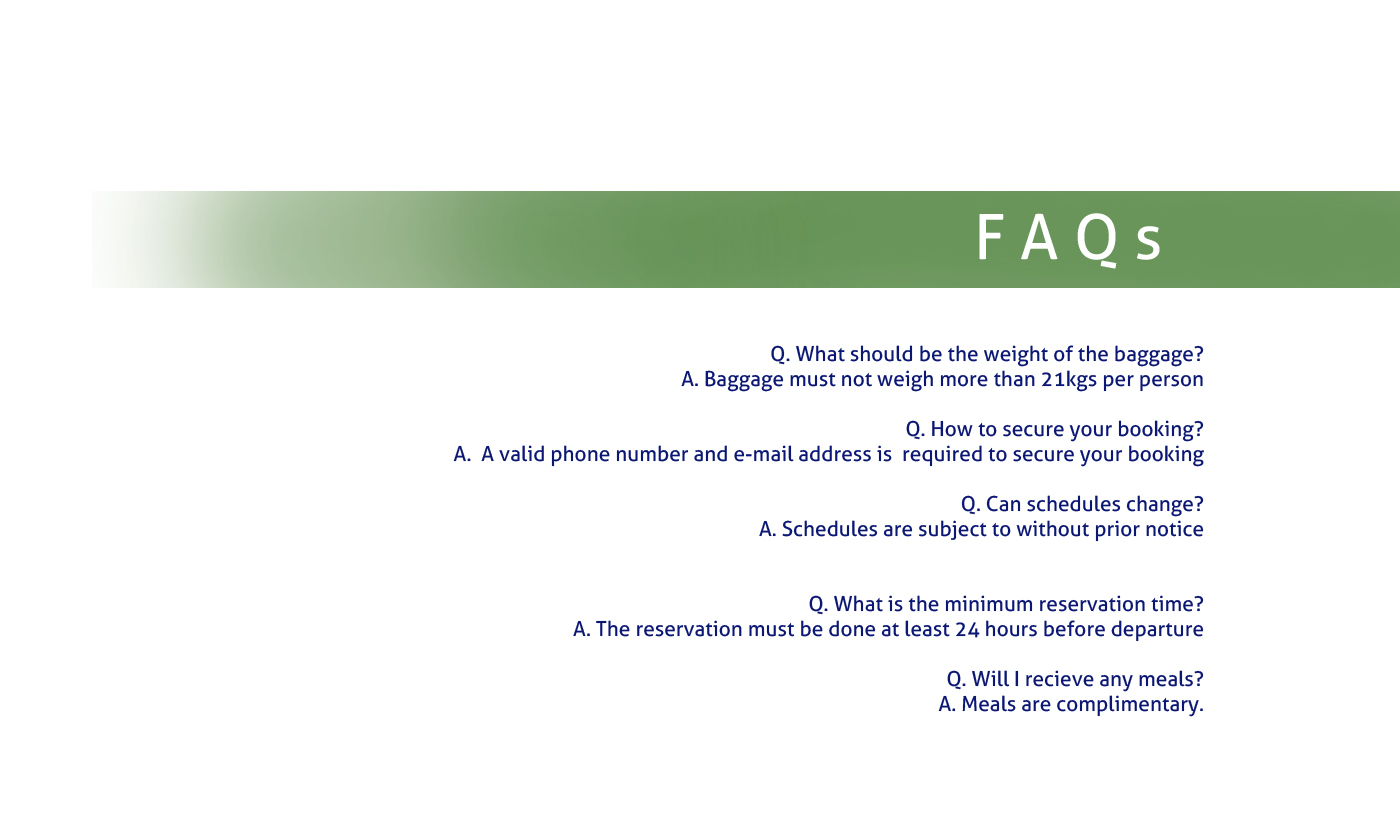 FAQs
Q. What should be the weight of the baggage?
A. Baggage must not weigh more than 21kgs per person
Q. How to secure your booking?
A.  A valid phone number and e-mail address is  required to secure your booking
Q. Can schedules change?
A. Schedules are subject to without prior notice
Q. What is the minimum reservation time?
A. The reservation must be done at least 24 hours before departure
Q. Will I recieve any meals?
A. Meals are complimentary.